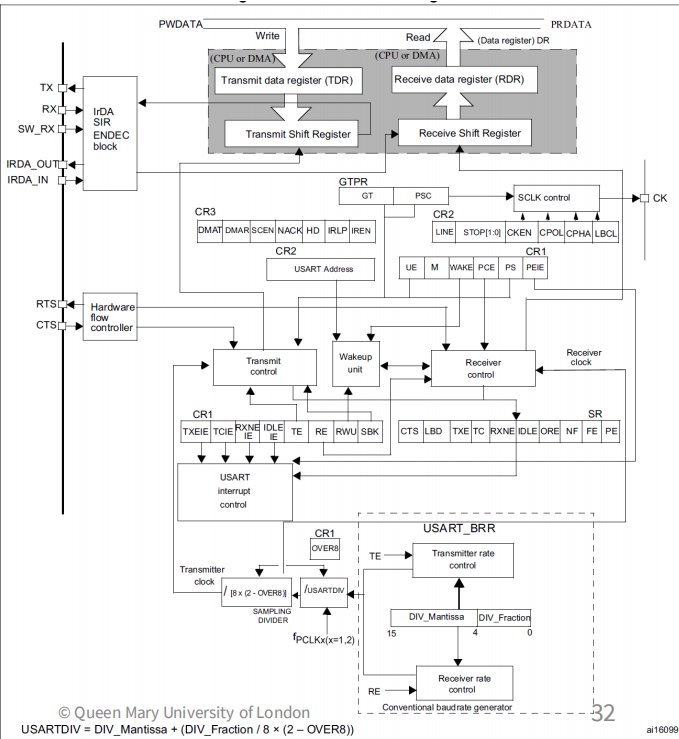 PWDATA
PRDATA
Write
Read
(Data register) DR
(CPU or DMA)
(CPU or DMA)
Transmit data register (TDR)
Receive data register (RDR)
TX
RX
SW_RX
IRDA_OUT
IRDA_IN
IrDA
SIR
ENDEC
block
Transmit Shift Register
Receive Shift Register
GTPR
GT
PSC
SCLK control
CK
CR3
DMAT DMAR SCEN NACK HD IRLP IREN
CR2
LINE STOP[1:0] CKEN CPOL CPHA LBCL
CR2
USART Address
CR1
UE M WAKE PCE PS PEIE
RTS
CTS
Hardware
flow
controller
Transmit
control
Wakeup
unit
Receiver
control
Receiver
clock
CR1
TXEIE TCIE RXNE IE IDLE IE TE RE RWU SBK
SR
CTS LBD TXE TC RXNE IDLE ORE NF FE PE
USART
interrupt
control
USART_BRR
CR1
OVER8
TE
Transmitter rate
control
Transmitter
clock
/ [8 x (2 - OVER8)]
/USARTDIV
SAMPLING
DIVIDER
DIV_Mantissa DIV_Fraction
15 4 0
fPCLKx(x=1,2)
RE
Receiver rate
control
Conventional baudrate generator
© Queen Mary University of London
32
USARTDIV = DIV_Mantissa + (DIV_Fraction / 8 × (2 – OVER8))
ai16099